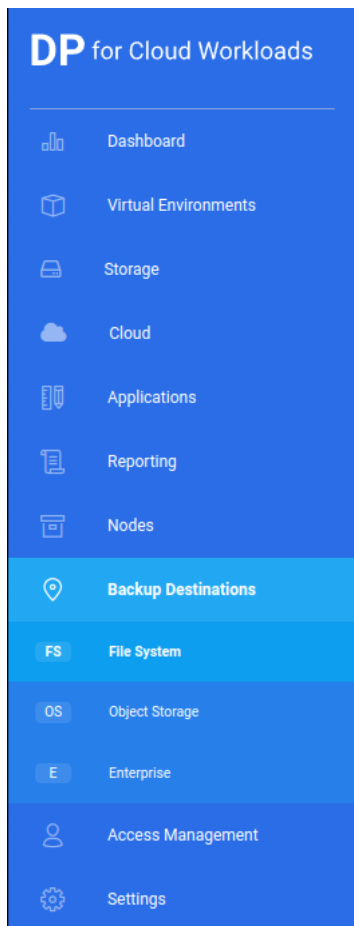 DP for Cloud Workloads
Dashboard
Virtual Environments
Storage
Cloud
Applications
Reporting
Nodes
Backup Destinations
FS File System
OS Object Storage
E Enterprise
Access Management
Settings